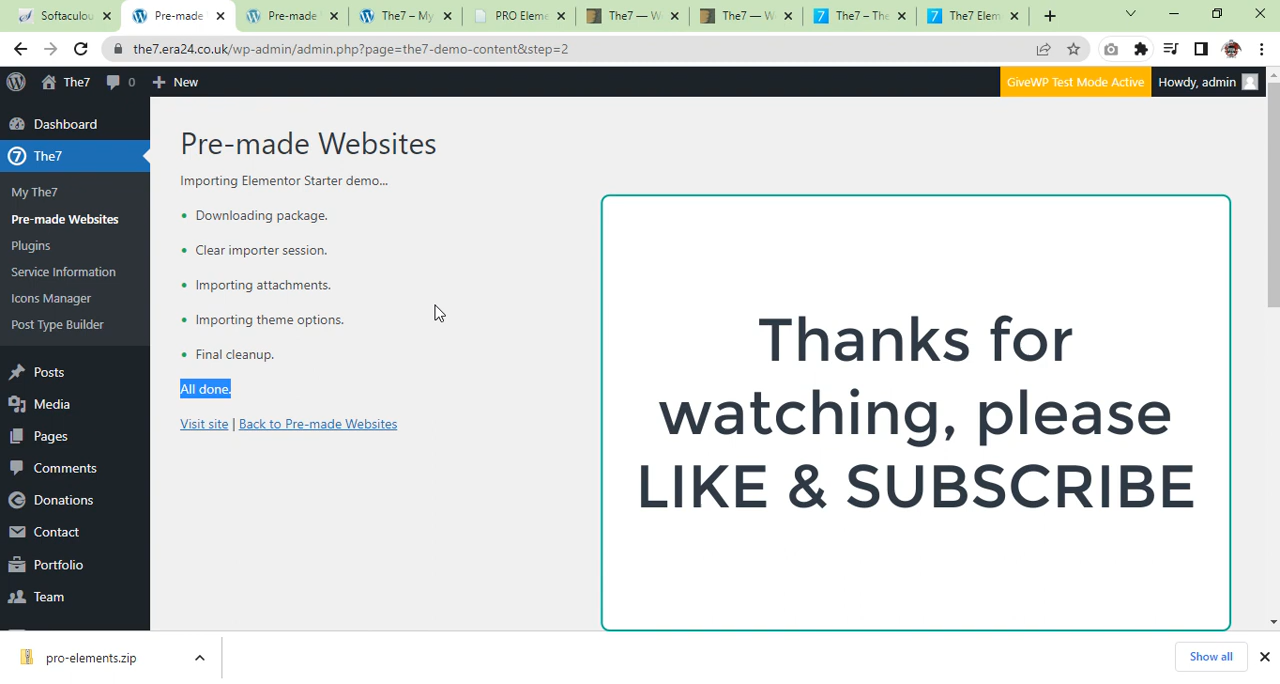 Softaculou
Pre-made
Pre-made
The7 – My
PRO Eleme
The7 — W
The7 — W
The7 – The
The7 Elem
the7.era24.co.uk/wp-admin/admin.php?page=the7-demo-content&step=2
The7
0
New
GiveWP Test Mode Active
Howdy, admin
Dashboard
The7
My The7
Pre-made Websites
Plugins
Service Information
Icons Manager
Post Type Builder
Posts
Media
Pages
Comments
Donations
Contact
Portfolio
Team
Pre-made Websites
Importing Elementor Starter demo...
Downloading package.
Clear importer session.
Importing attachments.
Importing theme options.
Final cleanup.
All done.
Visit site | Back to Pre-made Websites
Thanks for
watching, please
LIKE & SUBSCRIBE
pro-elements.zip
Show all